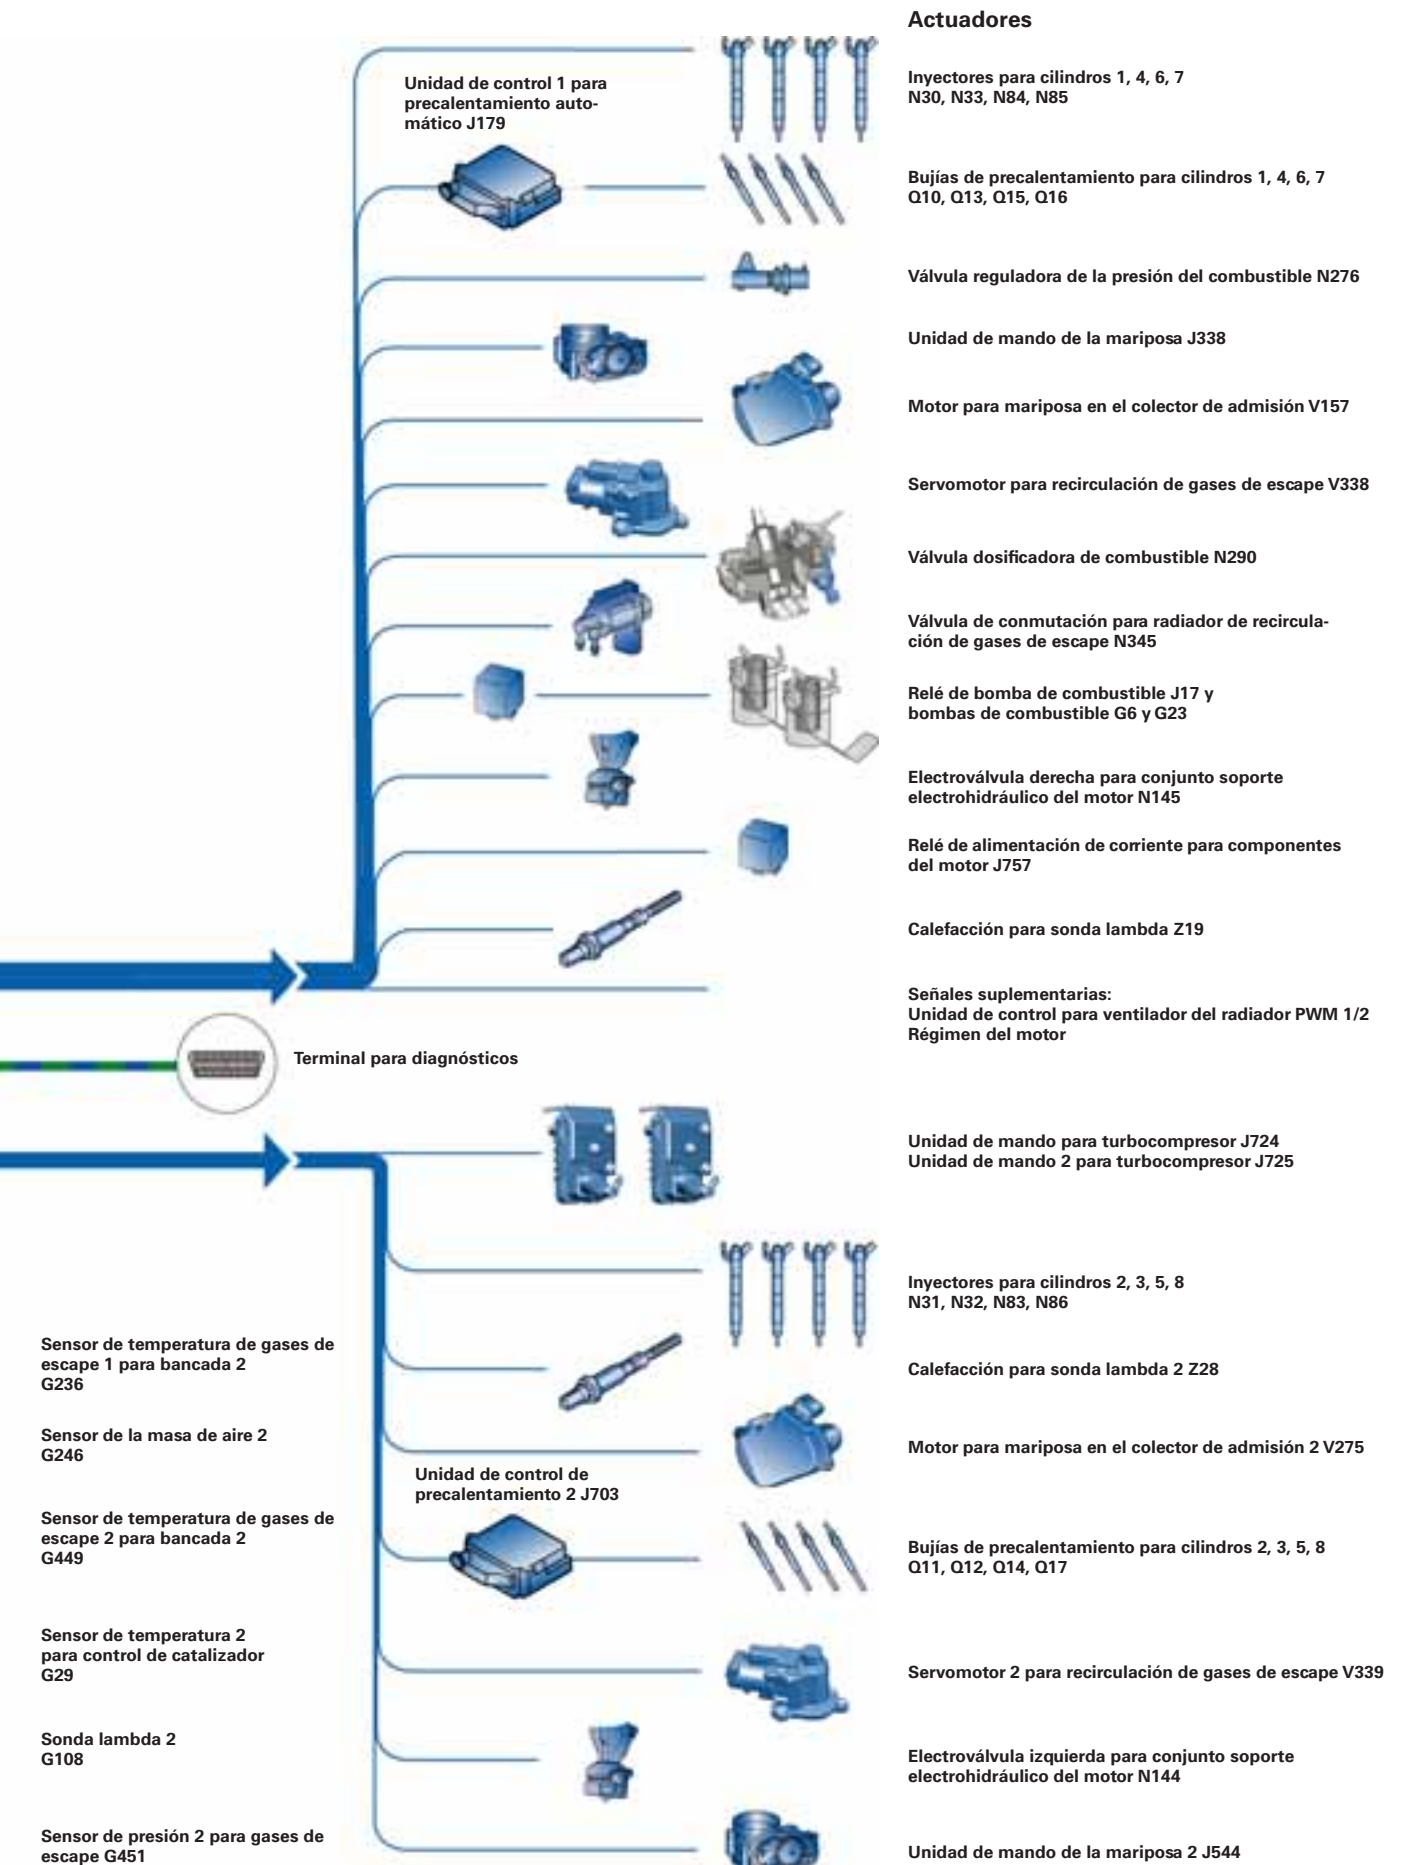 Actuadores
Unidad de control 1 para
precalentamiento auto-
mático J179
Inyectores para cilindros 1, 4, 6, 7
N30, N33, N84, N85
Bujías de precalentamiento para cilindros 1, 4, 6, 7
Q10, Q13, Q15, Q16
Válvula reguladora de la presión del combustible N276
Unidad de mando de la mariposa J338
Motor para mariposa en el colector de admisión V157
Servomotor para recirculación de gases de escape V338
Válvula dosificadora de combustible N290
Válvula de conmutación para radiador de recircula-
ción de gases de escape N345
Relé de bomba de combustible J17 y
bombas de combustible G6 y G23
Electroválvula derecha para conjunto soporte
electrohidráulico del motor N145
Relé de alimentación de corriente para componentes
del motor J757
Calefacción para sonda lambda Z19
Señales suplementarias:
Unidad de control para ventilador del radiador PWM 1/2
Régimen del motor
Terminal para diagnósticos
Unidad de mando para turbocompresor J724
Unidad de mando 2 para turbocompresor J725
Inyectores para cilindros 2, 3, 5, 8
N31, N32, N83, N86
Sensor de temperatura de gases de
escape 1 para bancada 2
G236
Calefacción para sonda lambda 2 Z28
Sensor de la masa de aire 2
G246
Motor para mariposa en el colector de admisión 2 V275
Unidad de control de
precalentamiento 2 J703
Sensor de temperatura de gases de
escape 2 para bancada 2
G449
Bujías de precalentamiento para cilindros 2, 3, 5, 8
Q11, Q12, Q14, Q17
Sensor de temperatura 2
para control de catalizador
G29
Servomotor 2 para recirculación de gases de escape V339
Sonda lambda 2
G108
Electroválvula izquierda para conjunto soporte
electrohidráulico del motor N144
Sensor de presión 2 para gases de
escape G451
Unidad de mando de la mariposa 2 J544